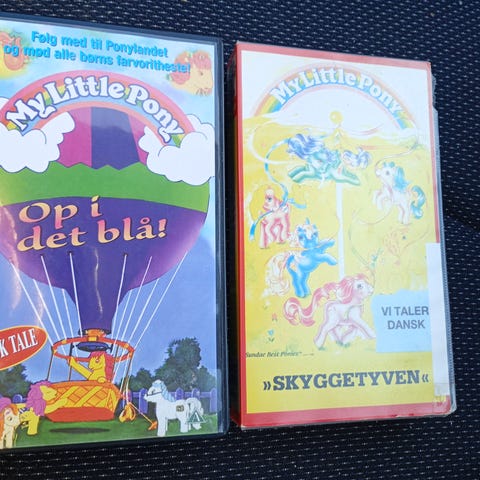 Følg med til Ponylandet
og mød alle børns favoritheste!
My Little Pony
Op i
det blå!
K TALE
My Little Pony
VI TALER
DANSK
Sundae Best Ponies
»SKYGGETYVEN«